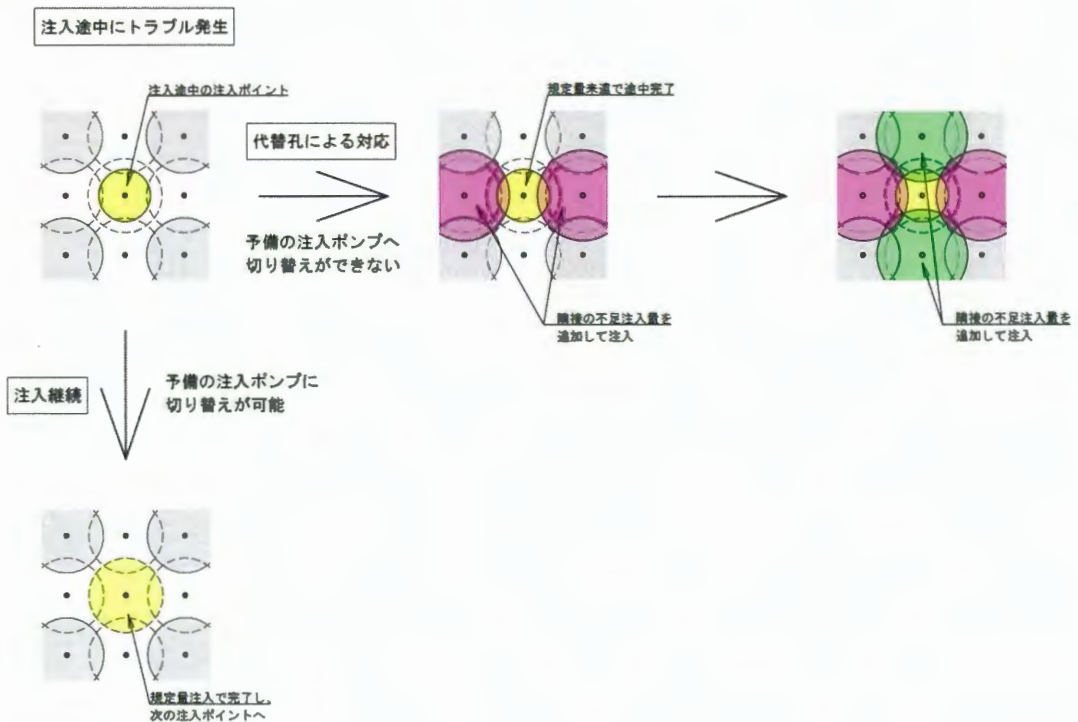 注入途中にトラブル発生
注入途中の注入ポイント
規定量未達で途中完了
代替孔による対応
予備の注入ポンプへ
切り替えができない
隣接の不足注入量を
追加して注入
隣接の不足注入量を
追加して注入
注入継続
予備の注入ポンプに
切り替えが可能
規定量注入で完了し、
次の注入ポイントへ